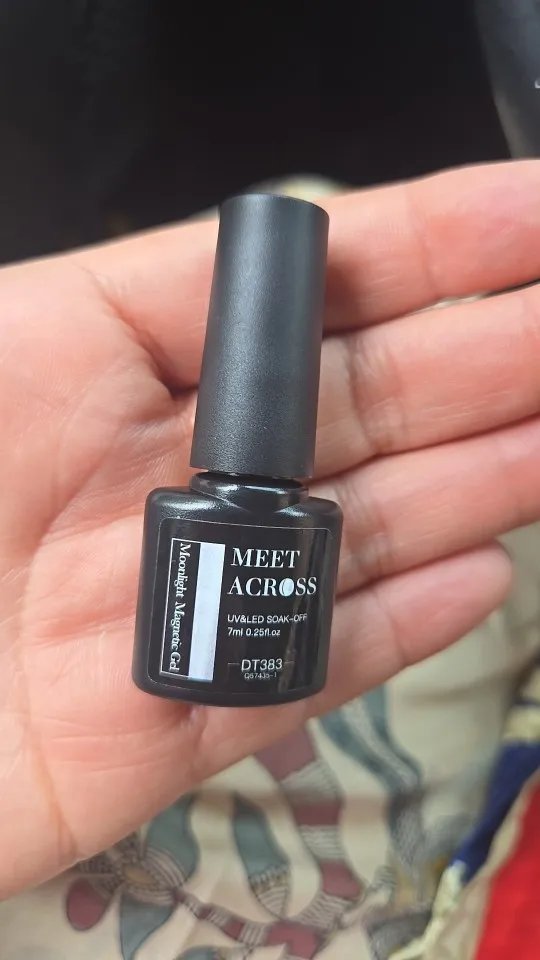 MEET
ACROSS
UV&LED SOAK-OFF
7ml 0.25fl.oz
DT383
Moonlight Magnetic Gel